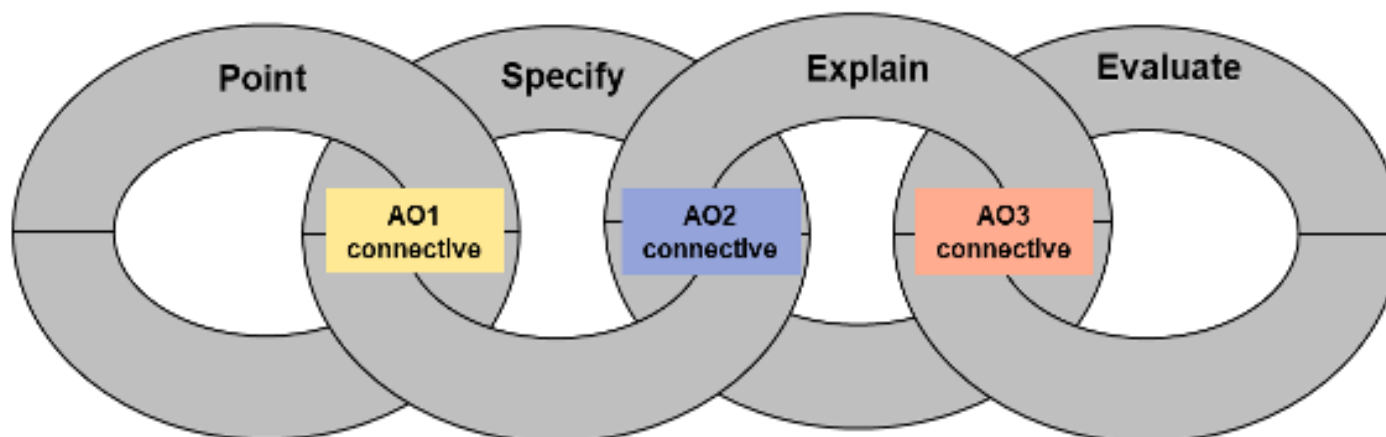 Point
Specify
Explain
Evaluate
AO1
connective
AO2
connective
AO3
connective